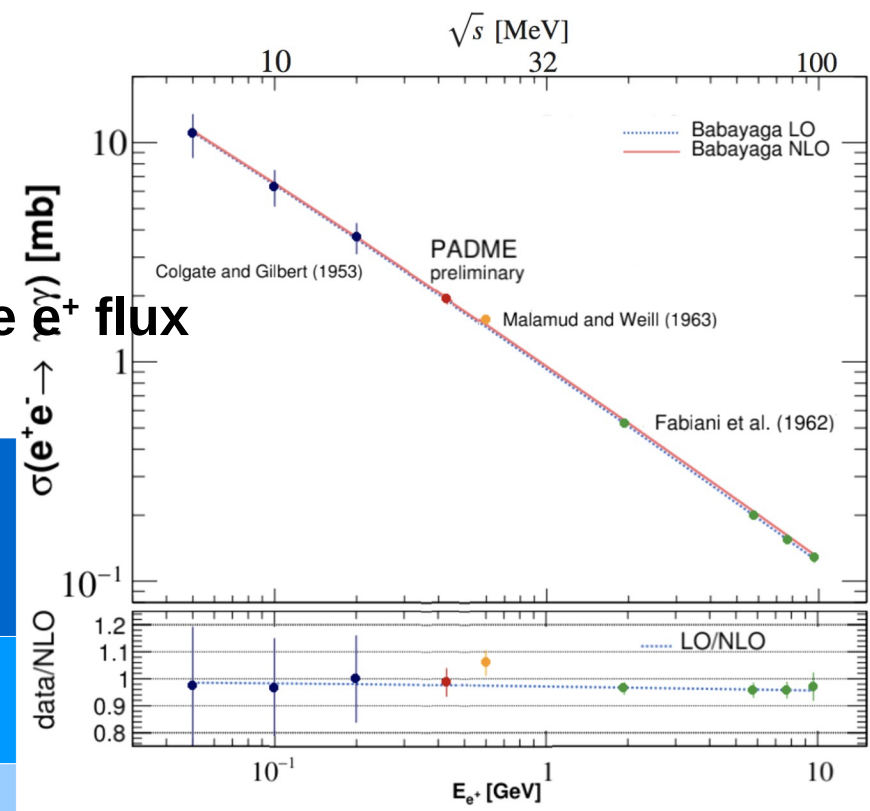 √s [MeV]
10 32 100
Babayaga LO
Babayaga NLO
10
PADME
preliminary
Colgate and Gilbert (1953)
e e⁺ flux
Malamud and Weill (1963)
1
σ(e⁺e⁻→ γγ) [mb]
Fabiani et al. (1962)
10⁻¹
LO/NLO
1.2
1.1
1
0.9
0.8
data/NLO
10⁻¹ 1 10
E_e⁺ [GeV]